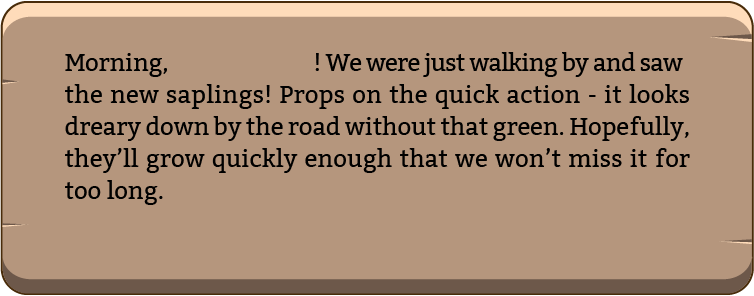 Morning, ! We were just walking by and saw
the new saplings! Props on the quick action - it looks
dreary down by the road without that green. Hopefully,
they’ll grow quickly enough that we won’t miss it for
too long.